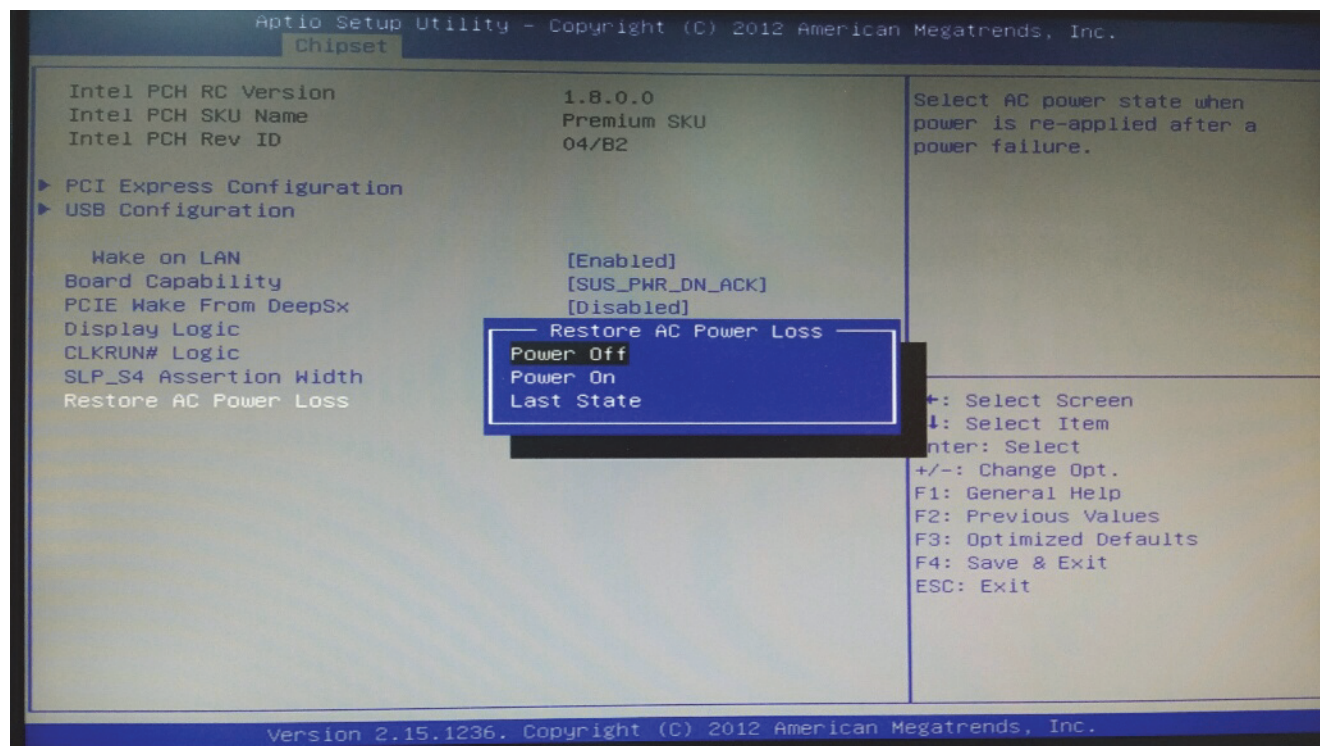 Aptio Setup Utility - Copyright (C) 2012 American Megatrends, Inc.
Chipset
Intel PCH RC Version 1.8.0.0
Intel PCH SKU Name Premium SKU
Intel PCH Rev ID 04/B2
PCI Express Configuration
USB Configuration
Wake on LAN [Enabled]
Board Capability [SUS_PWR_DN_ACK]
PCIE Wake From DeepSx [Disabled]
Display Logic
CLKRUN# Logic
SLP_S4 Assertion Width
Restore AC Power Loss
Restore AC Power Loss
Power Off
Power On
Last State
Select AC power state when
power is re-applied after a
power failure.
: Select Screen
: Select Item
nter: Select
+/-: Change Opt.
F1: General Help
F2: Previous Values
F3: Optimized Defaults
F4: Save & Exit
ESC: Exit
Version 2.15.1236. Copyright (C) 2012 American Megatrends, Inc.